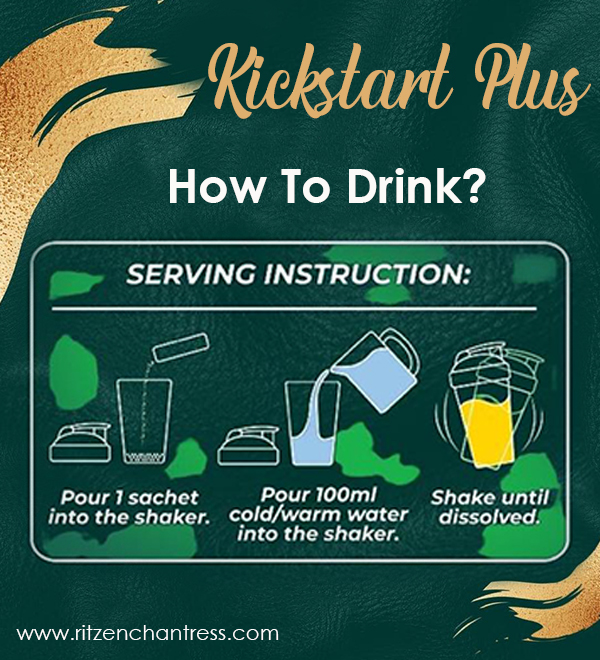 Kickstart Plus
How To Drink?
SERVING INSTRUCTION:
Pour 1 sachet
into the shaker.
Pour 100ml
cold/warm water
into the shaker.
Shake until
dissolved.
www.ritzenchantress.com